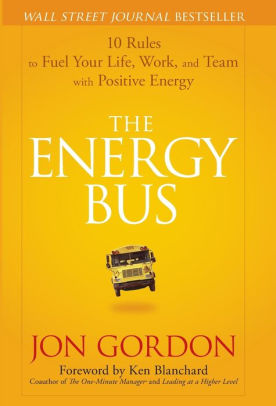 WALL STREET JOURNAL BESTSELLER
10 Rules
to Fuel Your Life, Work, and Team
with Positive Energy
THE
ENERGY
BUS
JON GORDON
Foreword by Ken Blanchard
Coauthor of The One-Minute Manager and Leading at a Higher Level